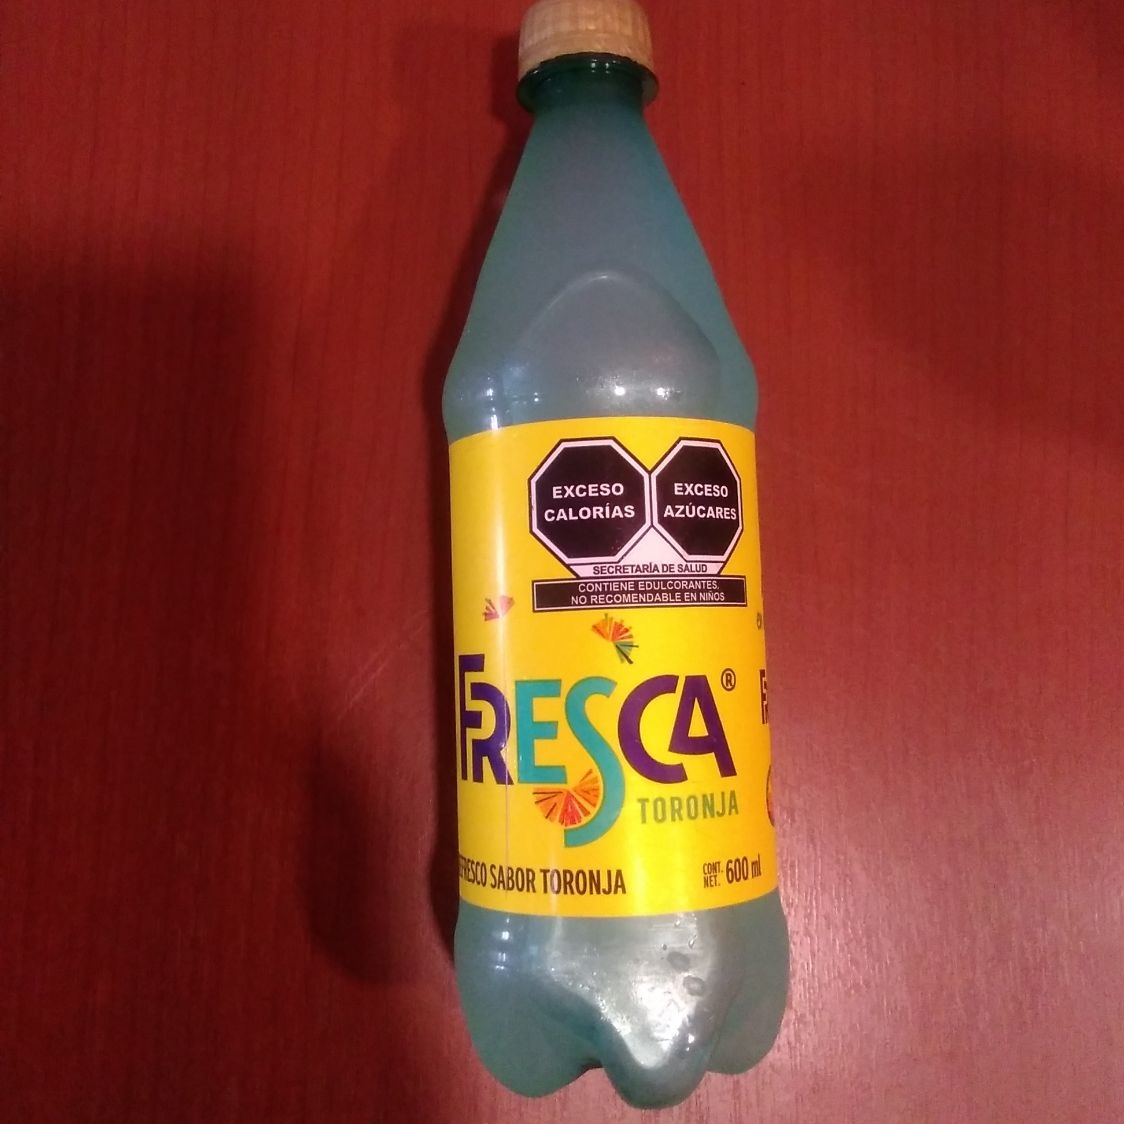 EXCESO
CALORÍAS
EXCESO
AZÚCARES
SECRETARÍA DE SALUD
CONTIENE EDULCORANTES,
NO RECOMENDABLE EN NIÑOS
FRESCA®
TORONJA
SABOR TORONJA
CONT.
NET. 600 ml